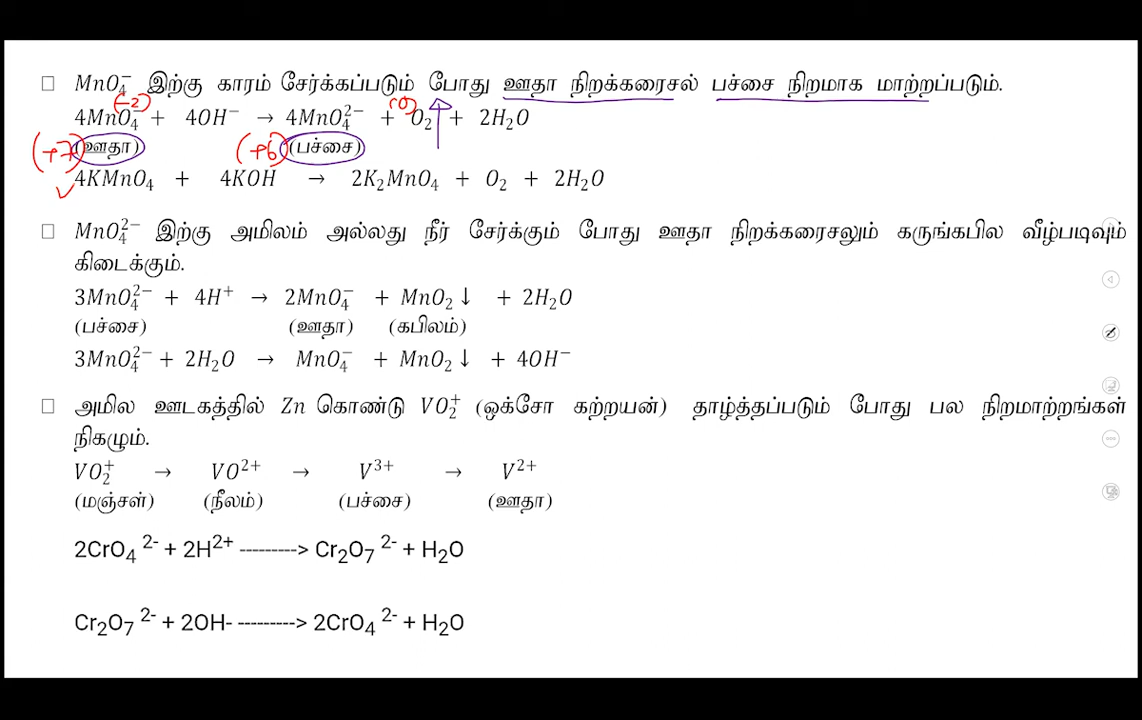 □ MnO₄⁻ இற்கு காரம் சேர்க்கப்படும் போது ஊதா நிறக்கரைசல் பச்சை நிறமாக மாற்றப்படும்.
(-2) (0)
4MnO₄⁻ + 4OH⁻ → 4MnO₄²⁻ + O₂ + 2H₂O
(+7) (ஊதா) (+6) (பச்சை)
4KMnO₄ + 4KOH → 2K₂MnO₄ + O₂ + 2H₂O
□ MnO₄²⁻ இற்கு அமிலம் அல்லது நீர் சேர்க்கும் போது ஊதா நிறக்கரைசலும் கருங்கபில வீழ்படிவும்
கிடைக்கும்.
3MnO₄²⁻ + 4H⁺ → 2MnO₄⁻ + MnO₂↓ + 2H₂O
(பச்சை) (ஊதா) (கபிலம்)
3MnO₄²⁻ + 2H₂O → MnO₄⁻ + MnO₂↓ + 4OH⁻
□ அமில ஊடகத்தில் Zn கொண்டு VO₂⁺ (ஒக்சோ கற்றயன்) தாழ்த்தப்படும் போது பல நிறமாற்றங்கள்
நிகழும்.
VO₂⁺ → VO²⁺ → V³⁺ → V²⁺
(மஞ்சள்) (நீலம்) (பச்சை) (ஊதா)
2CrO₄ ²⁻ + 2H²⁺ ---------> Cr₂O₇ ²⁻ + H₂O
Cr₂O₇ ²⁻ + 2OH- ---------> 2CrO₄ ²⁻ + H₂O